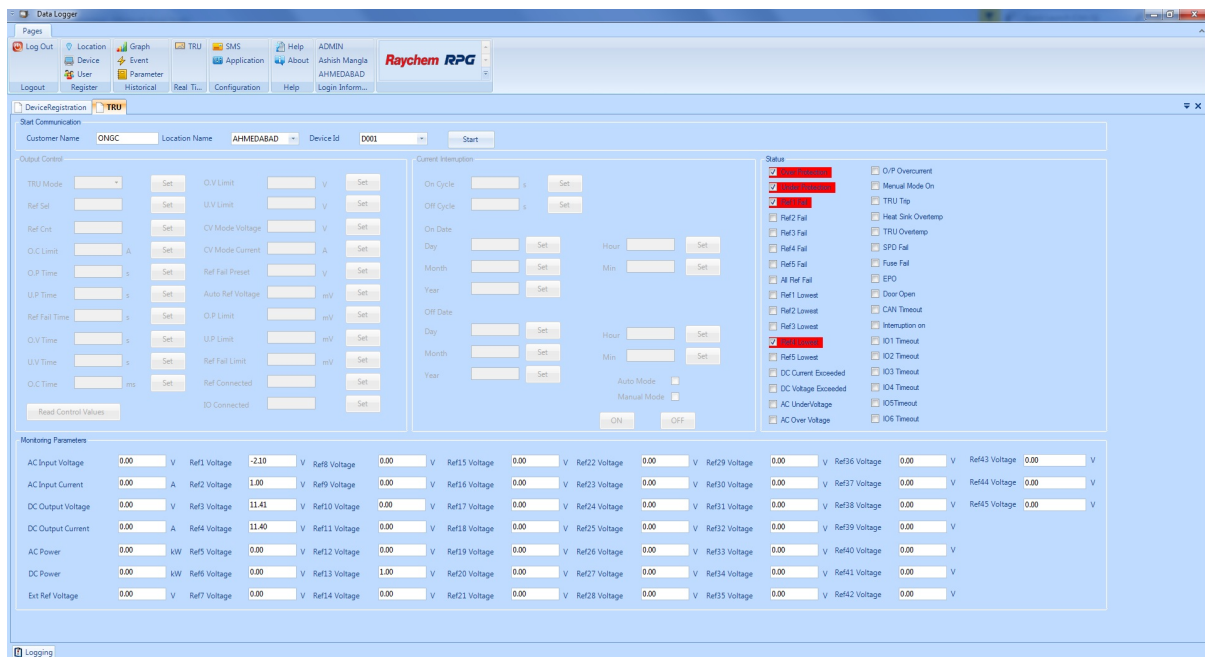 Data Logger
Pages
Log Out Location Graph TRU SMS Help ADMIN
Device Event Application About Ashish Mangla
User Parameter AHMEDABAD
Raychem RPG
Logout Register Historical Real Ti... Configuration Help Login Inform...
DeviceRegistration TRU
Start Communication
Customer Name ONGC Location Name AHMEDABAD Device Id D001 Start
Output Control
TRU Mode Set O.V Limit V Set
Ref Sel Set U.V Limit V Set
Ref Cnt Set CV Mode Voltage V Set
O.C Limit A Set CV Mode Current A Set
O.P Time s Set Ref Fail Preset V Set
U.P Time s Set Auto Ref Voltage mV Set
Ref Fail Time s Set O.P Limit mV Set
O.V Time s Set U.P Limit mV Set
U.V Time s Set Ref Fail Limit mV Set
O.C Time ms Set Ref Connected Set
IO Connected Set
Read Control Values
Current Interruption
On Cycle s Set
Off Cycle s Set
On Date
Day Set Hour Set
Month Set Min Set
Year Set
Off Date
Day Set Hour Set
Month Set Min Set
Year Set
Auto Mode
Manual Mode
ON OFF
Status
O/P Overcurrent
Manual Mode On
Ref1 Fail TRU Trip
Ref2 Fail Heat Sink Overtemp
Ref3 Fail TRU Overtemp
Ref4 Fail SPD Fail
Ref5 Fail Fuse Fail
All Ref Fail EPO
Ref1 Lowest Door Open
Ref2 Lowest CAN Timeout
Ref3 Lowest Interruption on
Ref4 Lowest IO1 Timeout
Ref5 Lowest IO2 Timeout
DC Current Exceeded IO3 Timeout
DC Voltage Exceeded IO4 Timeout
AC UnderVoltage IO5Timeout
AC Over Voltage IO6 Timeout
Monitoring Parameters
AC Input Voltage 0.00 V Ref1 Voltage -2.10 V Ref8 Voltage 0.00 V Ref15 Voltage 0.00 V Ref22 Voltage 0.00 V Ref29 Voltage 0.00 V Ref36 Voltage 0.00 V Ref43 Voltage 0.00 V
AC Input Current 0.00 A Ref2 Voltage 1.00 V Ref9 Voltage 0.00 V Ref16 Voltage 0.00 V Ref23 Voltage 0.00 V Ref30 Voltage 0.00 V Ref37 Voltage 0.00 V Ref44 Voltage 0.00 V
DC Output Voltage 0.00 V Ref3 Voltage 11.41 V Ref10 Voltage 0.00 V Ref17 Voltage 0.00 V Ref24 Voltage 0.00 V Ref31 Voltage 0.00 V Ref38 Voltage 0.00 V Ref45 Voltage 0.00 V
DC Output Current 0.00 A Ref4 Voltage 11.40 V Ref11 Voltage 0.00 V Ref18 Voltage 0.00 V Ref25 Voltage 0.00 V Ref32 Voltage 0.00 V Ref39 Voltage 0.00 V
AC Power 0.00 kW Ref5 Voltage 0.00 V Ref12 Voltage 0.00 V Ref19 Voltage 0.00 V Ref26 Voltage 0.00 V Ref33 Voltage 0.00 V Ref40 Voltage 0.00 V
DC Power 0.00 kW Ref6 Voltage 0.00 V Ref13 Voltage 1.00 V Ref20 Voltage 0.00 V Ref27 Voltage 0.00 V Ref34 Voltage 0.00 V Ref41 Voltage 0.00 V
Ext Ref Voltage 0.00 V Ref7 Voltage 0.00 V Ref14 Voltage 0.00 V Ref21 Voltage 0.00 V Ref28 Voltage 0.00 V Ref35 Voltage 0.00 V Ref42 Voltage 0.00 V
Logging